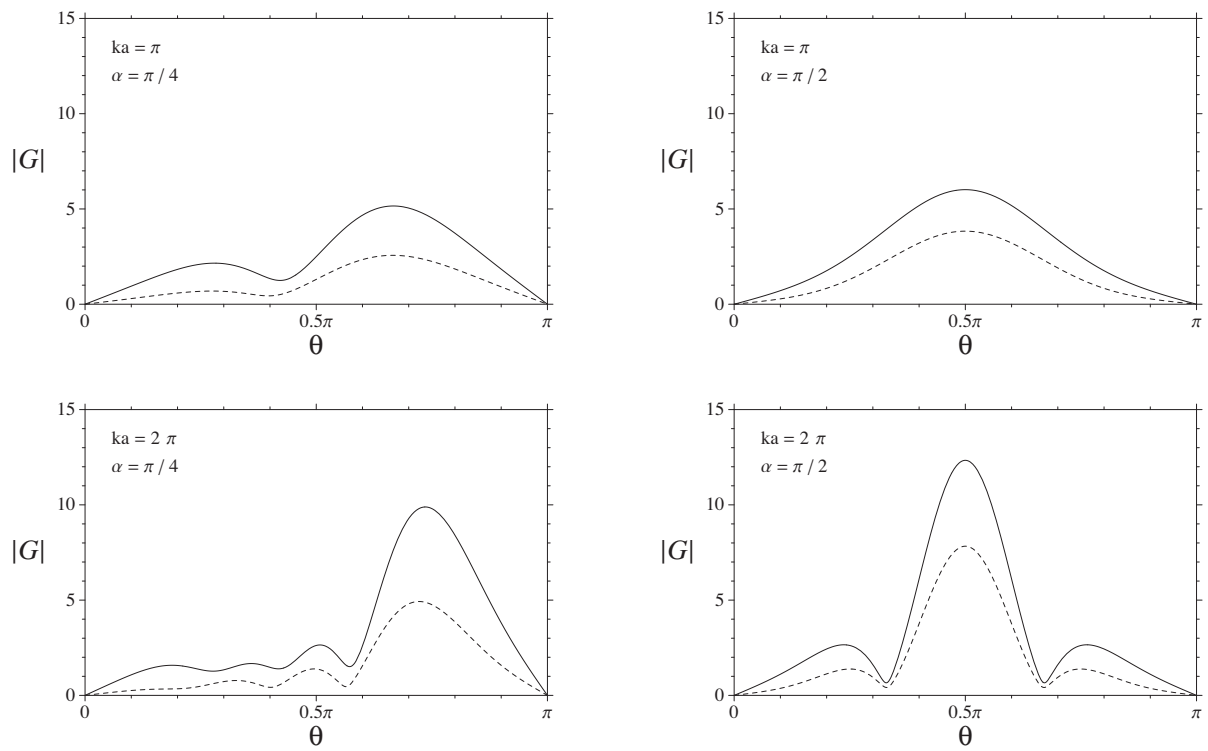 15
ka = π
α = π / 4
10
|G|
5
0
0 0.5π π
θ
15
ka = π
α = π / 2
10
|G|
5
0
0 0.5π π
θ
15
ka = 2 π
α = π / 4
10
|G|
5
0
0 0.5π π
θ
15
ka = 2 π
α = π / 2
10
|G|
5
0
0 0.5π π
θ